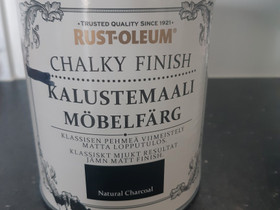 •TRUSTED QUALITY SINCE 1921•
RUST-OLEUM®
CHALKY FINISH
KALUSTEMAALI
MÖBELFÄRG
KLASSISEN PEHMEÄ VIIMEISTELY
MATTA LOPPUTULOS
KLASSISKT MJUKT RESULTAT
JÄMN MATT FINISH
Natural Charcoal